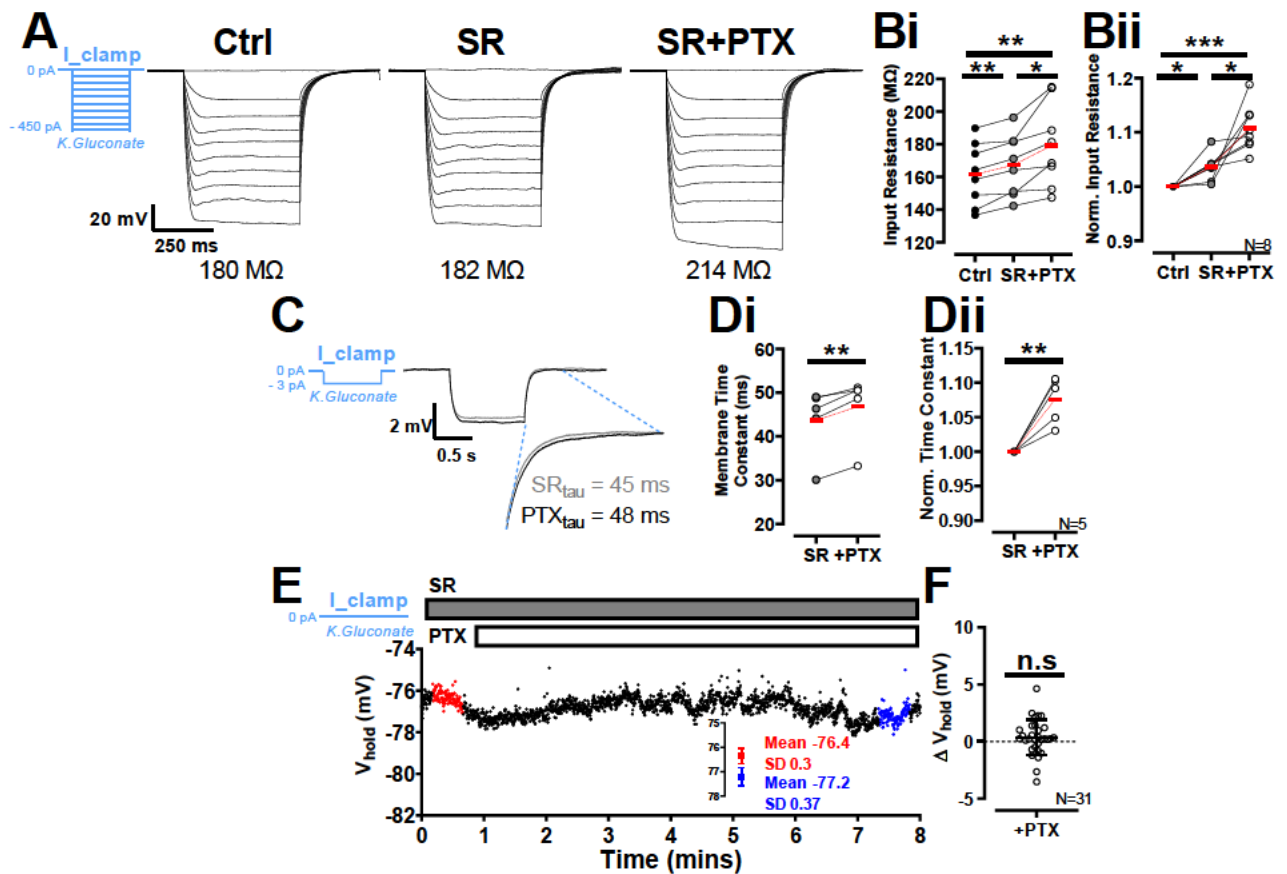 A
I_clamp
0 pA
- 450 pA
K.Gluconate
Ctrl
SR
SR+PTX
20 mV
250 ms
180 MΩ
182 MΩ
214 MΩ
Bi
**
** *
Input Resistance (MΩ)
220
200
180
160
140
120
Ctrl SR+PTX
Bii
***
* *
Norm. Input Resistance
1.2
1.1
1.0
0.9
N=8
Ctrl SR+PTX
C
I_clamp
0 pA
- 3 pA
K.Gluconate
2 mV
0.5 s
SRtau = 45 ms
PTXtau = 48 ms
Di
**
Membrane Time
Constant (ms)
60
50
40
30
20
SR +PTX
Dii
**
Norm. Time Constant
1.15
1.10
1.05
1.00
0.95
0.90
N=5
SR +PTX
E
I_clamp
0 pA
K.Gluconate
SR
PTX
Vhold (mV)
-74
-76
-78
-80
-82
75
76
77
78
Mean -76.4
SD 0.3
Mean -77.2
SD 0.37
0 1 2 3 4 5 6 7 8
Time (mins)
F
n.s
Δ Vhold (mV)
10
5
0
-5
N=31
+PTX